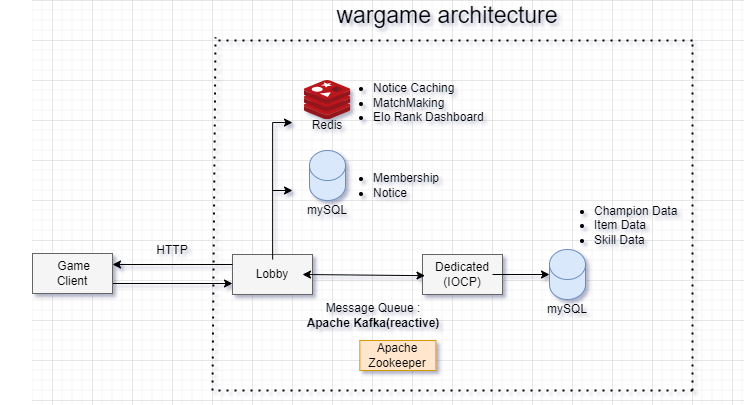 wargame architecture
Redis
• Notice Caching
• MatchMaking
• Elo Rank Dashboard
mySQL
• Membership
• Notice
• Champion Data
• Item Data
• Skill Data
HTTP
Game
Client
Lobby
Dedicated
(IOCP)
mySQL
Message Queue :
Apache Kafka(reactive)
Apache
Zookeeper